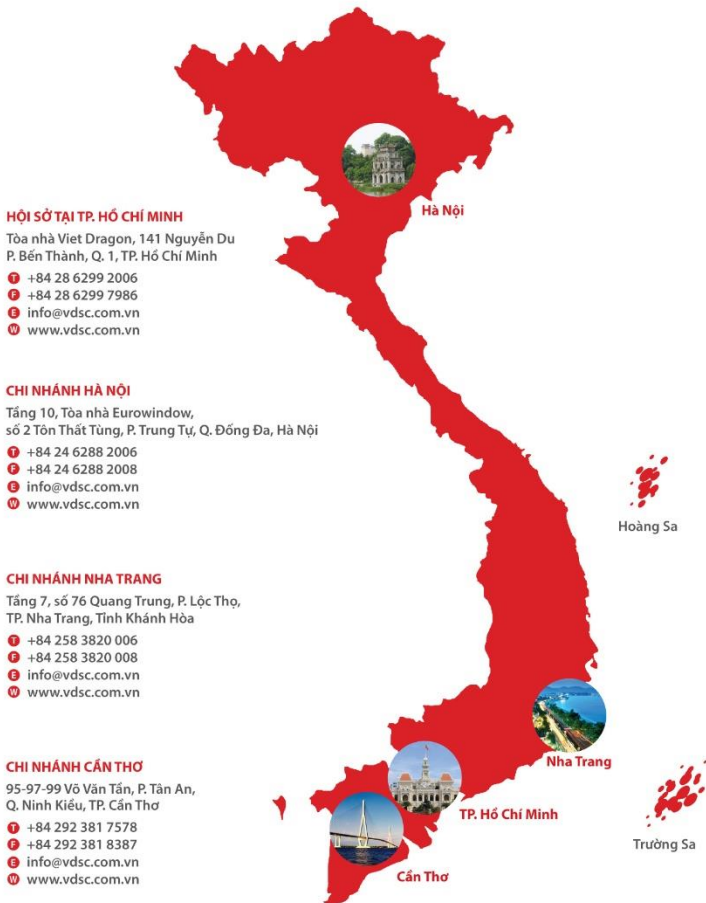 HỘI SỞ TẠI TP. HỒ CHÍ MINH
Tòa nhà Viet Dragon, 141 Nguyễn Du
P. Bến Thành, Q. 1, TP. Hồ Chí Minh
T +84 28 6299 2006
F +84 28 6299 7986
E info@vdsc.com.vn
W www.vdsc.com.vn
CHI NHÁNH HÀ NỘI
Tầng 10, Tòa nhà Eurowindow,
số 2 Tôn Thất Tùng, P. Trung Tự, Q. Đống Đa, Hà Nội
T +84 24 6288 2006
F +84 24 6288 2008
E info@vdsc.com.vn
W www.vdsc.com.vn
CHI NHÁNH NHA TRANG
Tầng 7, số 76 Quang Trung, P. Lộc Thọ,
TP. Nha Trang, Tỉnh Khánh Hòa
T +84 258 3820 006
F +84 258 3820 008
E info@vdsc.com.vn
W www.vdsc.com.vn
CHI NHÁNH CẦN THƠ
95-97-99 Võ Văn Tần, P. Tân An,
Q. Ninh Kiều, TP. Cần Thơ
T +84 292 381 7578
F +84 292 381 8387
E info@vdsc.com.vn
W www.vdsc.com.vn
Hà Nội
Hoàng Sa
Nha Trang
TP. Hồ Chí Minh
Trường Sa
Cần Thơ